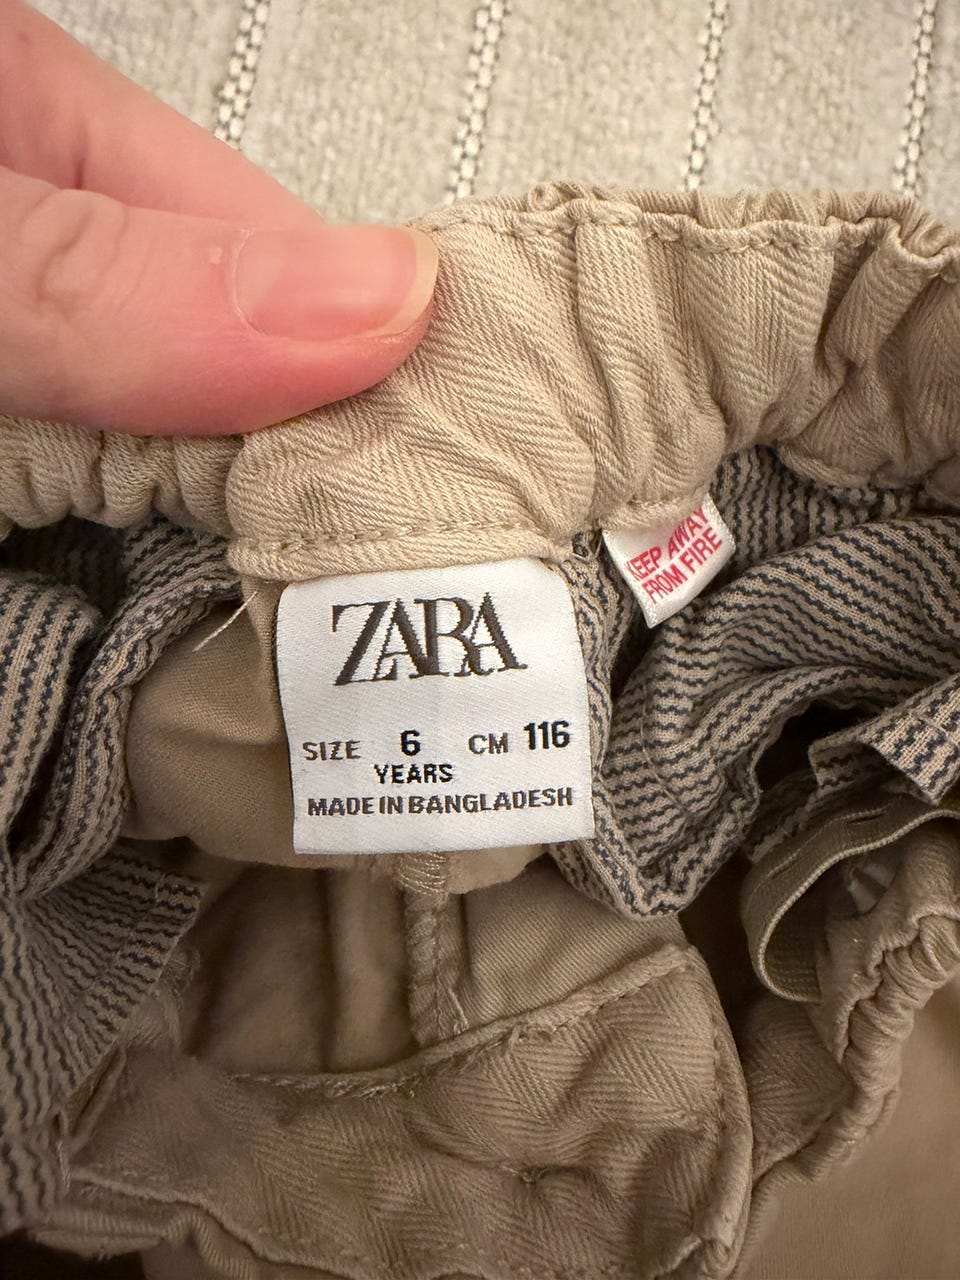 ZARA
SIZE 6 CM 116
YEARS
MADE IN BANGLADESH
KEEP AWAY
FROM FIRE